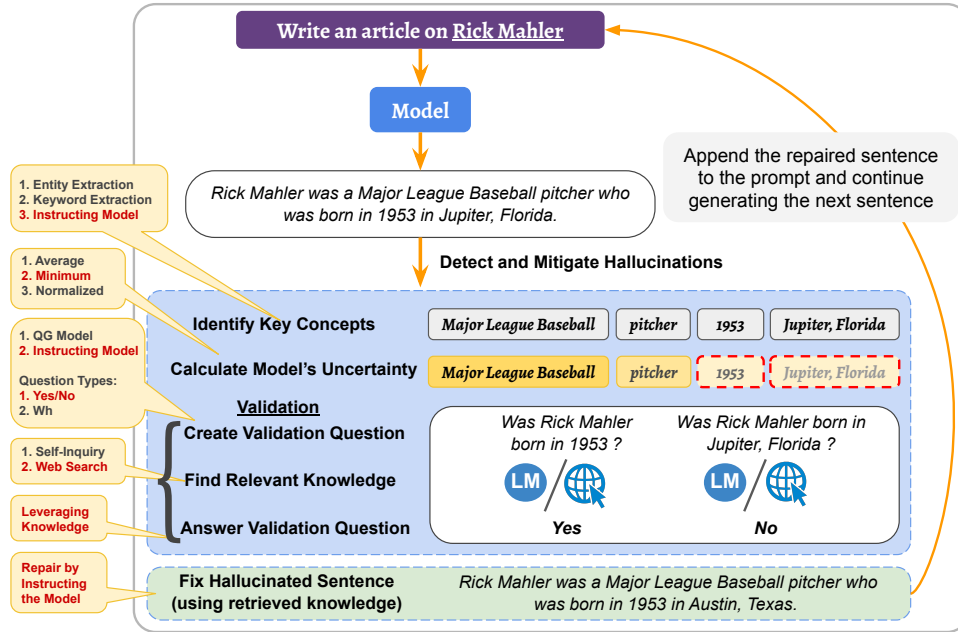 Write an article on Rick Mahler
Model
Rick Mahler was a Major League Baseball pitcher who
was born in 1953 in Jupiter, Florida.
Append the repaired sentence
to the prompt and continue
generating the next sentence
Detect and Mitigate Hallucinations
1. Entity Extraction
2. Keyword Extraction
3. Instructing Model
Identify Key Concepts
Major League Baseball
pitcher
1953
Jupiter, Florida
1. Average
2. Minimum
3. Normalized
Calculate Model's Uncertainty
Major League Baseball
pitcher
1953
Jupiter, Florida
1. QG Model
2. Instructing Model
Question Types:
1. Yes/No
2. Wh
Validation
Create Validation Question
Was Rick Mahler
born in 1953 ?
Was Rick Mahler born in
Jupiter, Florida ?
1. Self-Inquiry
2. Web Search
Find Relevant Knowledge
LM
LM
Leveraging
Knowledge
Answer Validation Question
Yes
No
Repair by
Instructing
the Model
Fix Hallucinated Sentence
(using retrieved knowledge)
Rick Mahler was a Major League Baseball pitcher who
was born in 1953 in Austin, Texas.